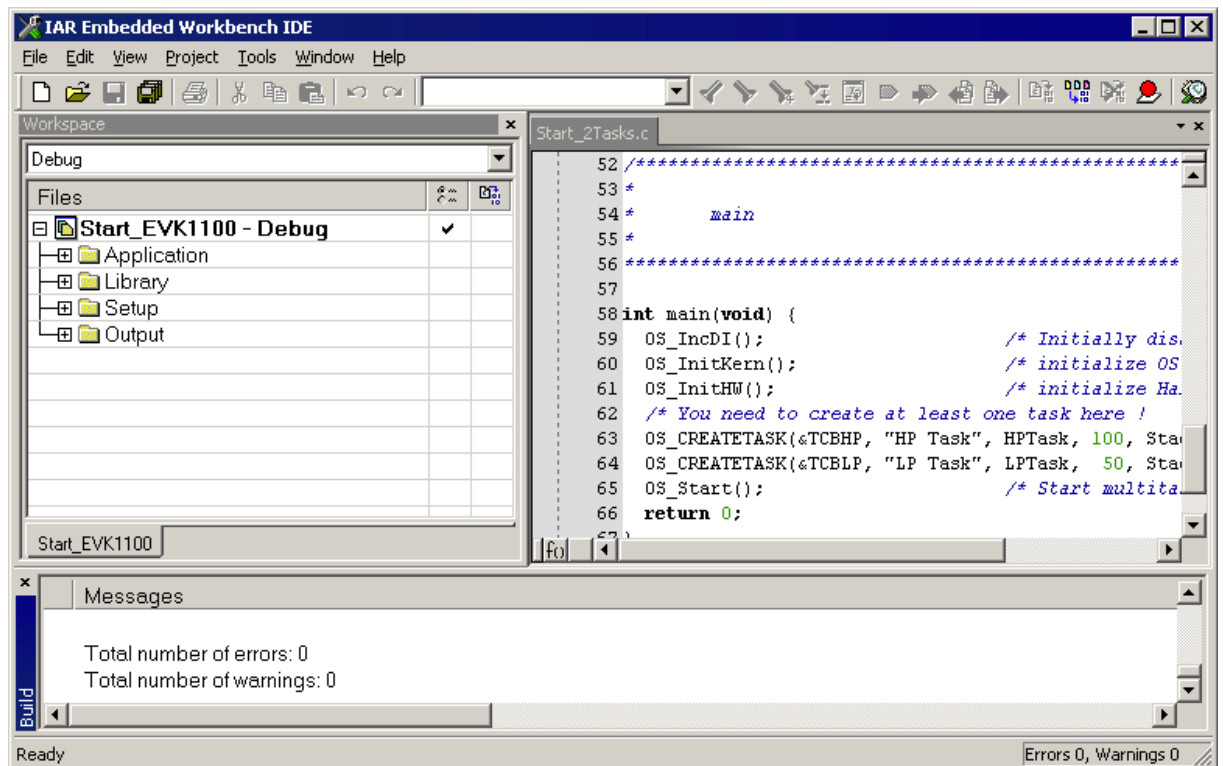 IAR Embedded Workbench IDE
File Edit View Project Tools Window Help
Workspace
Debug
Files
Start_EVK1100 - Debug
Application
Library
Setup
Output
Start_EVK1100
Start_2Tasks.c
52 /***************************************************
53 *
54 * main
55 *
56 ***************************************************
57
58 int main(void) {
59 OS_IncDI(); /* Initially dis
60 OS_InitKern(); /* initialize OS
61 OS_InitHW(); /* initialize Ha
62 /* You need to create at least one task here !
63 OS_CREATETASK(&TCBHP, "HP Task", HPTask, 100, Sta
64 OS_CREATETASK(&TCBLP, "LP Task", LPTask, 50, Sta
65 OS_Start(); /* Start multita
66 return 0;
67 }
f()
Messages
Total number of errors: 0
Total number of warnings: 0
Build
Ready
Errors 0, Warnings 0